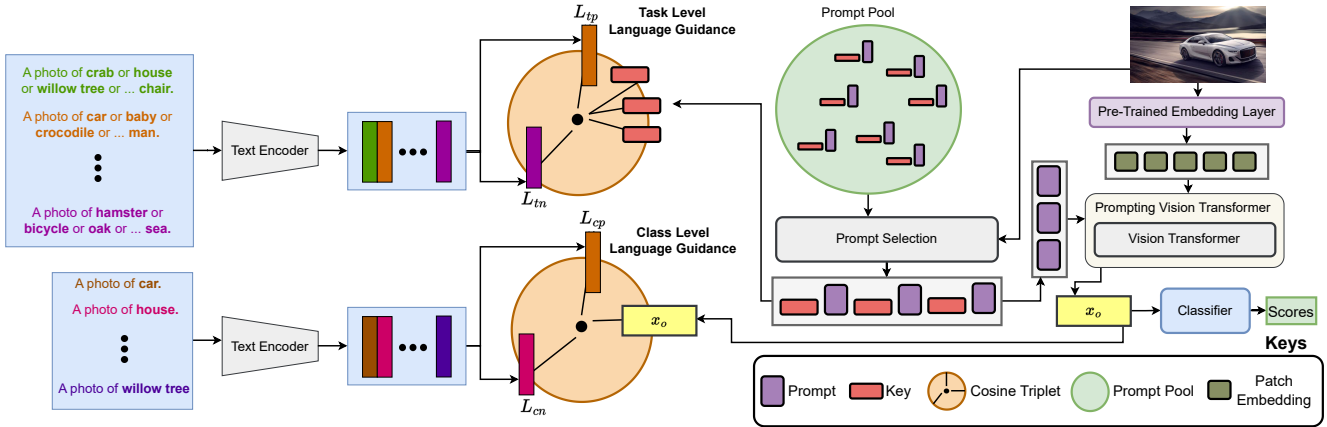 A photo of crab or house
or willow tree or ... chair.
A photo of car or baby or
crocodile or ... man.
A photo of hamster or
bicycle or oak or ... sea.
Text Encoder
L_tp
Task Level
Language Guidance
L_tn
A photo of car.
A photo of house.
A photo of willow tree
Text Encoder
L_cp
Class Level
Language Guidance
x_o
L_cn
Prompt Pool
Prompt Selection
Pre-Trained Embedding Layer
Prompting Vision Transformer
Vision Transformer
x_o
Classifier
Scores
Keys
Prompt
Key
Cosine Triplet
Prompt Pool
Patch
Embedding